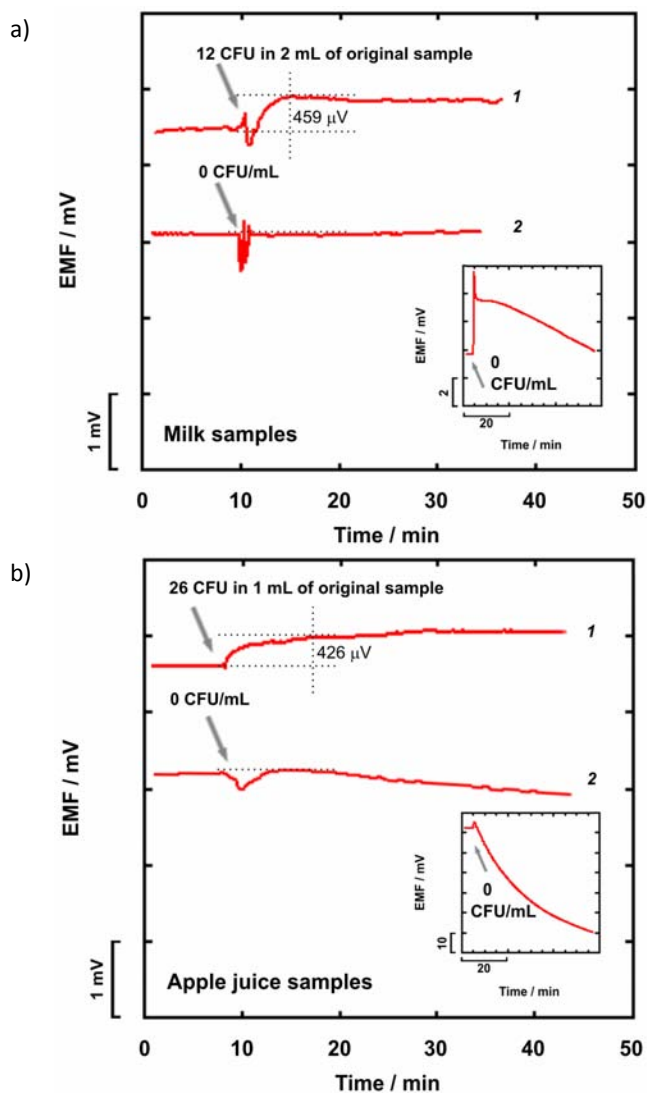 a)
12 CFU in 2 mL of original sample
1
459 μV
0 CFU/mL
2
EMF / mV
EMF / mV
0
CFU/mL
2
20
Time / min
1 mV
Milk samples
0 10 20 30 40 50
Time / min
b)
26 CFU in 1 mL of original sample
1
426 μV
0 CFU/mL
2
EMF / mV
EMF / mV
0
CFU/mL
10
20
Time / min
1 mV
Apple juice samples
0 10 20 30 40 50
Time / min